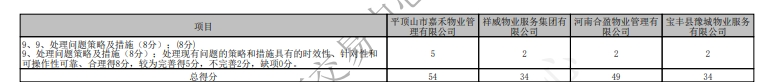 项目
平顶山市嘉禾物业管理有限公司
祥威物业服务集团有限公司
河南合盈物业管理有限公司
宝丰县豫城物业服务有限公司
9、9、处理问题策略及措施（8分）；(8分)
9、处理问题策略及措施（8分）；处理现有问题的策略和措施具有的时效性、针对性和
可操作性可靠、合理得8分，较为完善得5分，不完善2分，缺项0分。
5
2
2
2
总得分
54
34
49
34
交易中心